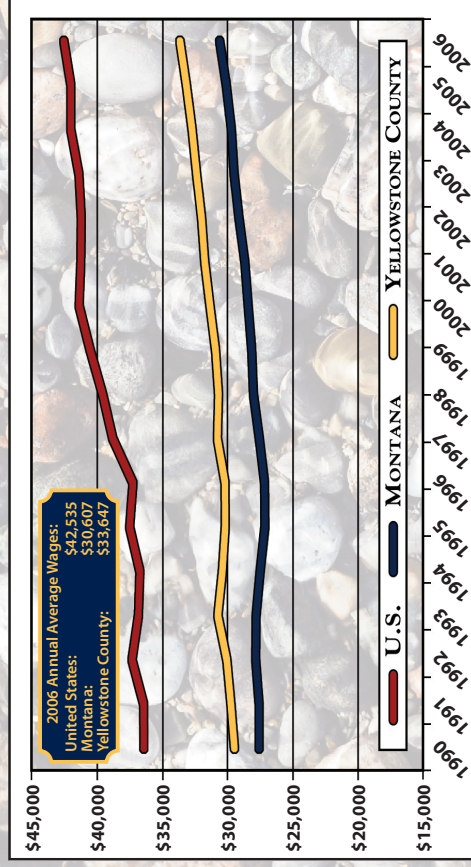 2006 Annual Average Wages:
United States: $42,535
Montana: $30,607
Yellowstone County: $33,647
$45,000
$40,000
$35,000
$30,000
$25,000
$20,000
$15,000
U.S. MONTANA YELLOWSTONE COUNTY
1990 1991 1992 1993 1994 1995 1996 1997 1998 1999 2000 2001 2002 2003 2004 2005 2006